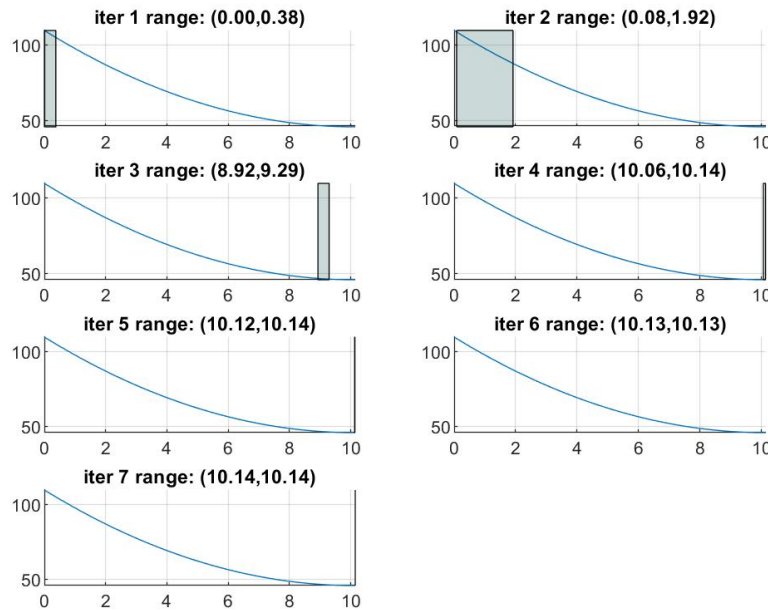 iter 1 range: (0.00,0.38)
100
50
0 2 4 6 8 10
iter 2 range: (0.08,1.92)
100
50
0 2 4 6 8 10
iter 3 range: (8.92,9.29)
100
50
0 2 4 6 8 10
iter 4 range: (10.06,10.14)
100
50
0 2 4 6 8 10
iter 5 range: (10.12,10.14)
100
50
0 2 4 6 8 10
iter 6 range: (10.13,10.13)
100
50
0 2 4 6 8 10
iter 7 range: (10.14,10.14)
100
50
0 2 4 6 8 10